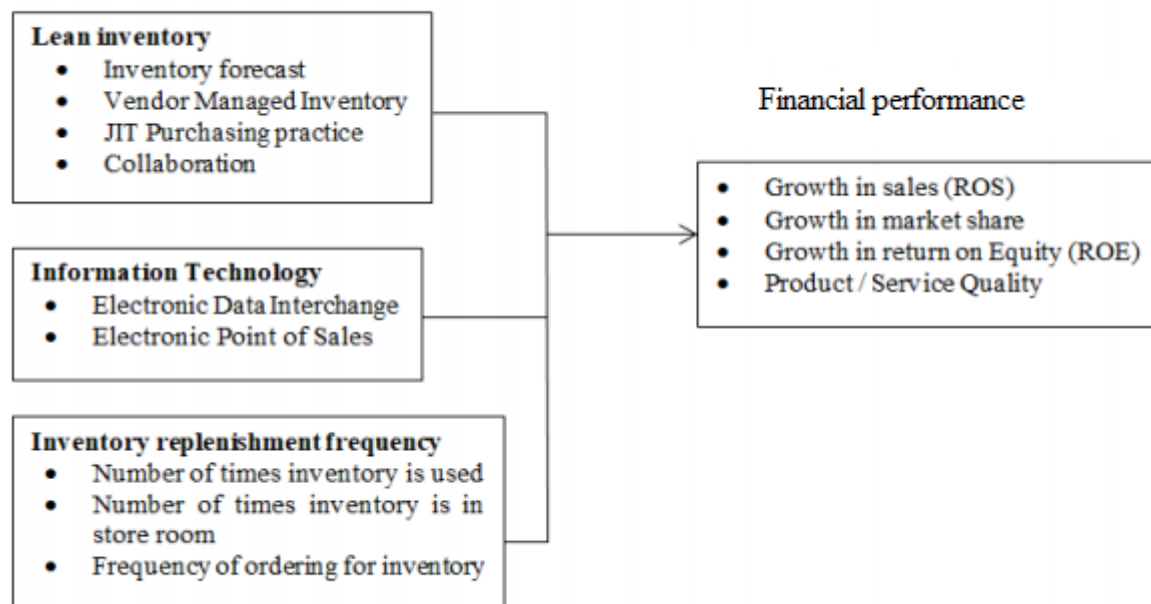 Lean inventory
• Inventory forecast
• Vendor Managed Inventory
• JIT Purchasing practice
• Collaboration
Information Technology
• Electronic Data Interchange
• Electronic Point of Sales
Inventory replenishment frequency
• Number of times inventory is used
• Number of times inventory is in
store room
• Frequency of ordering for inventory
Financial performance
• Growth in sales (ROS)
• Growth in market share
• Growth in return on Equity (ROE)
• Product / Service Quality